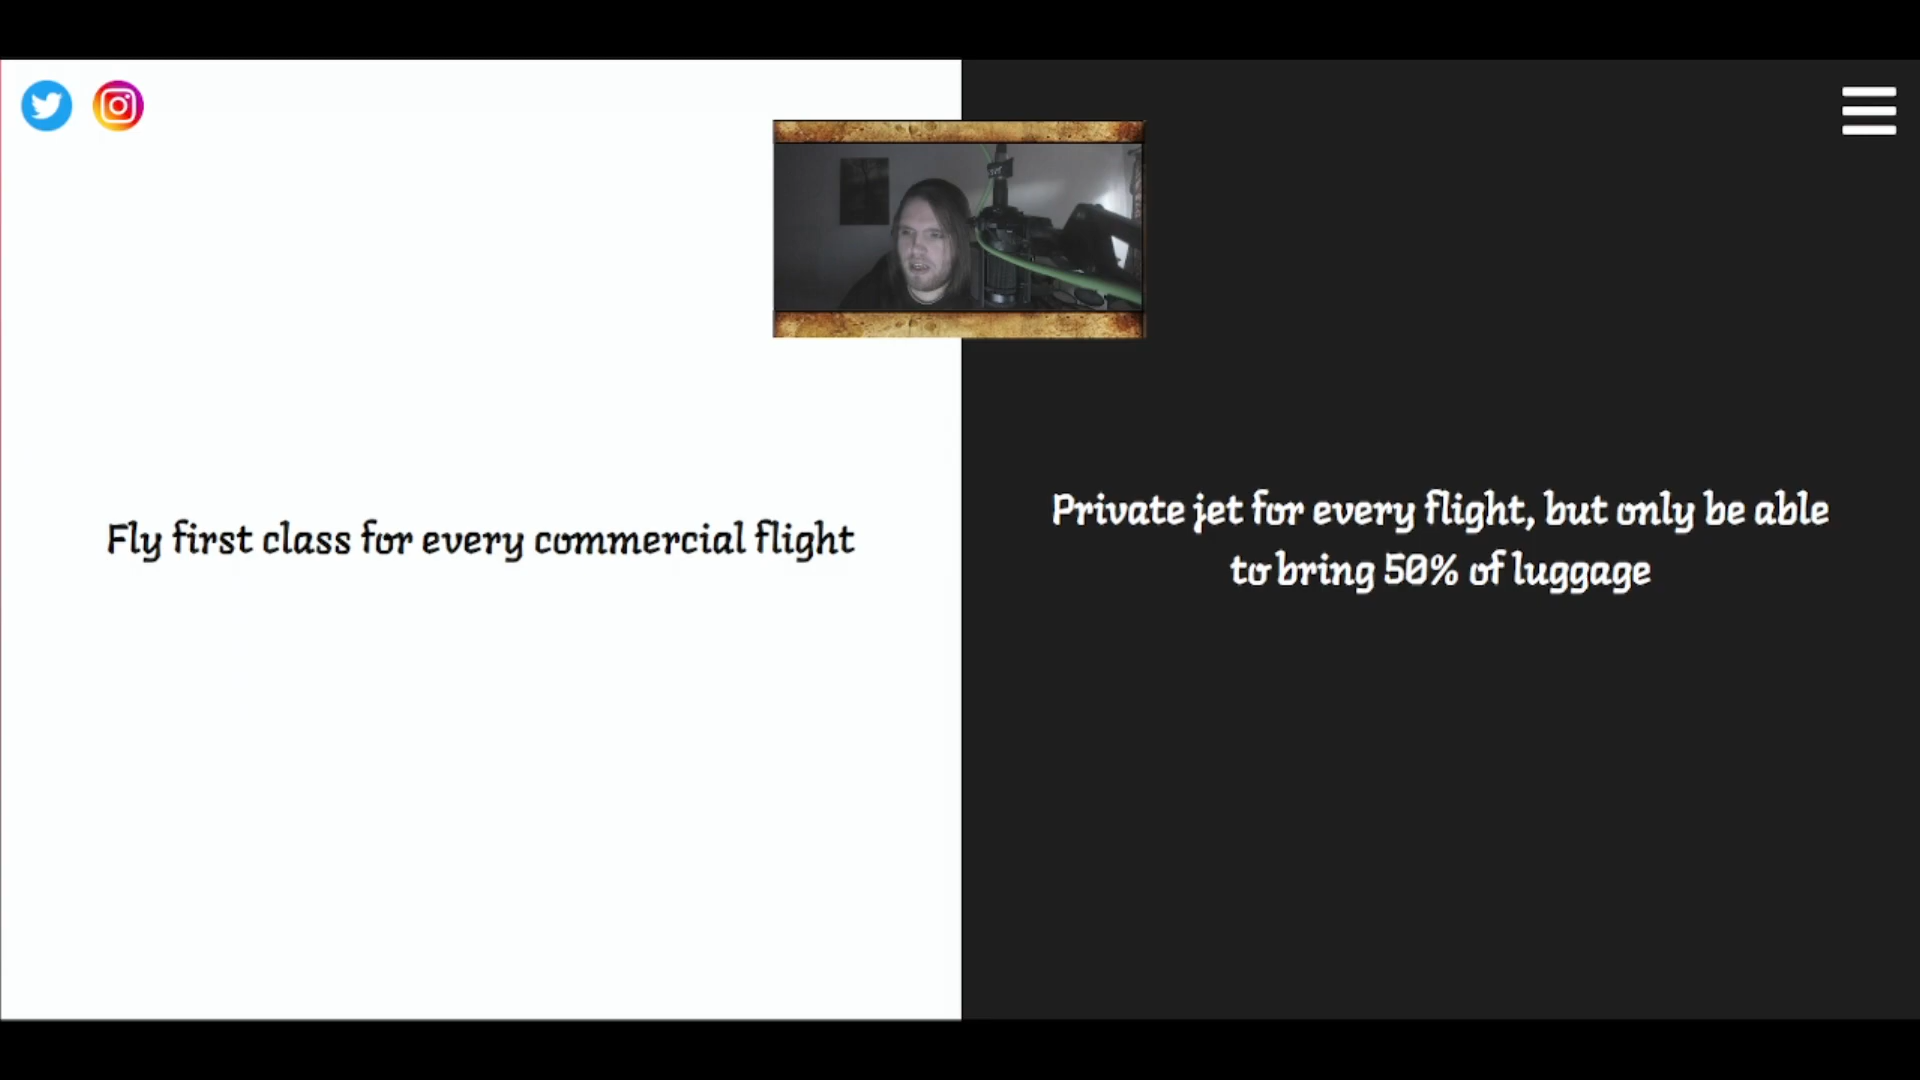 Fly first class for every commercial flight
Private jet for every flight, but only be able
to bring 50% of luggage